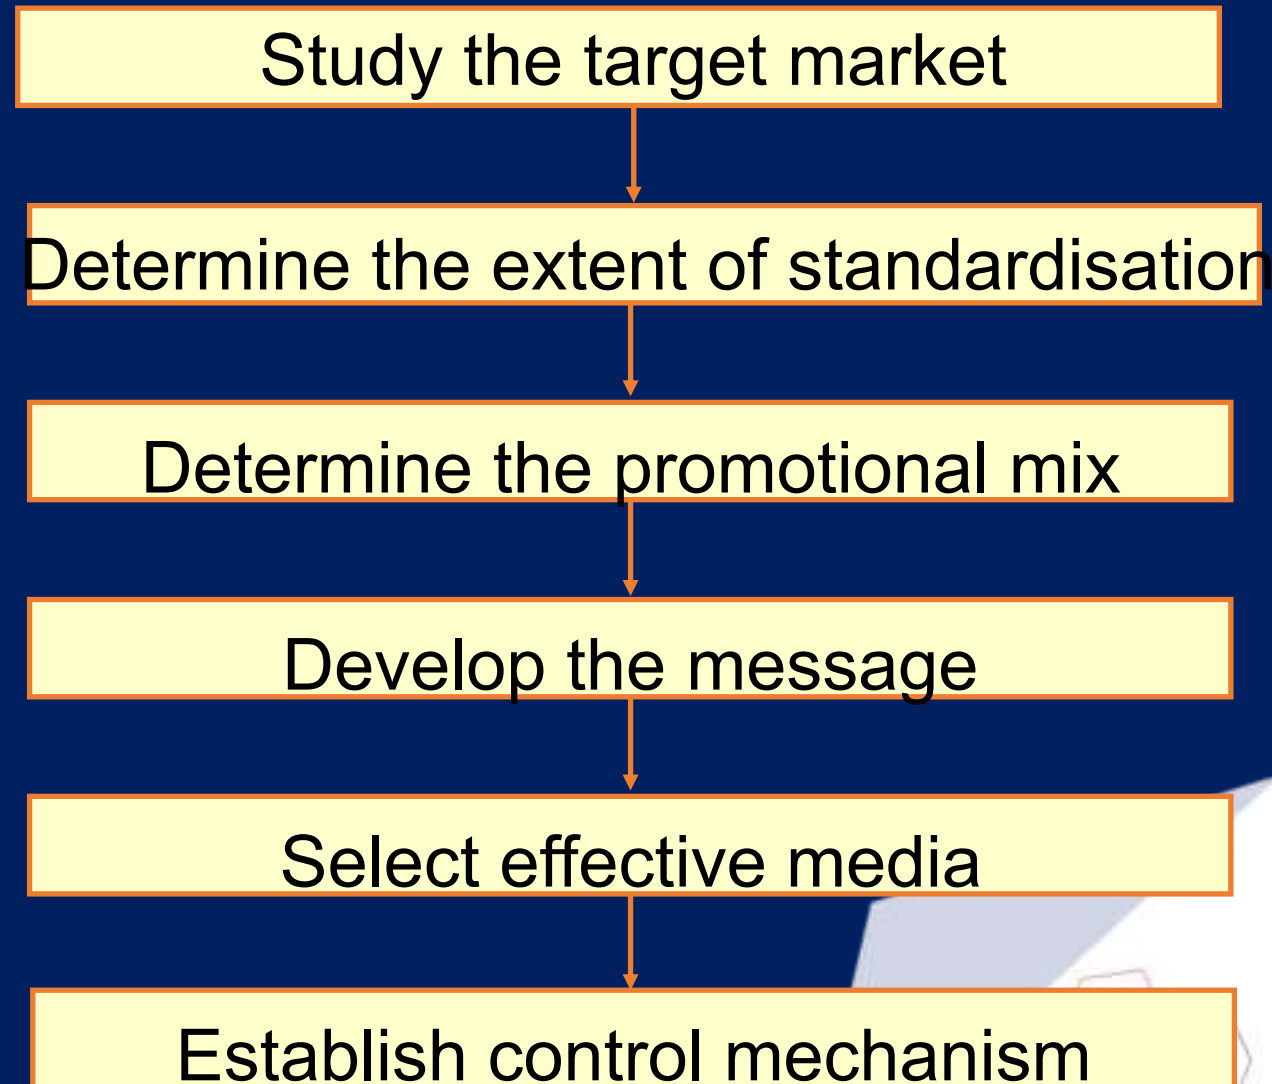 Study the target market
Determine the extent of standardisation
Determine the promotional mix
Develop the message
Select effective media
Establish control mechanism